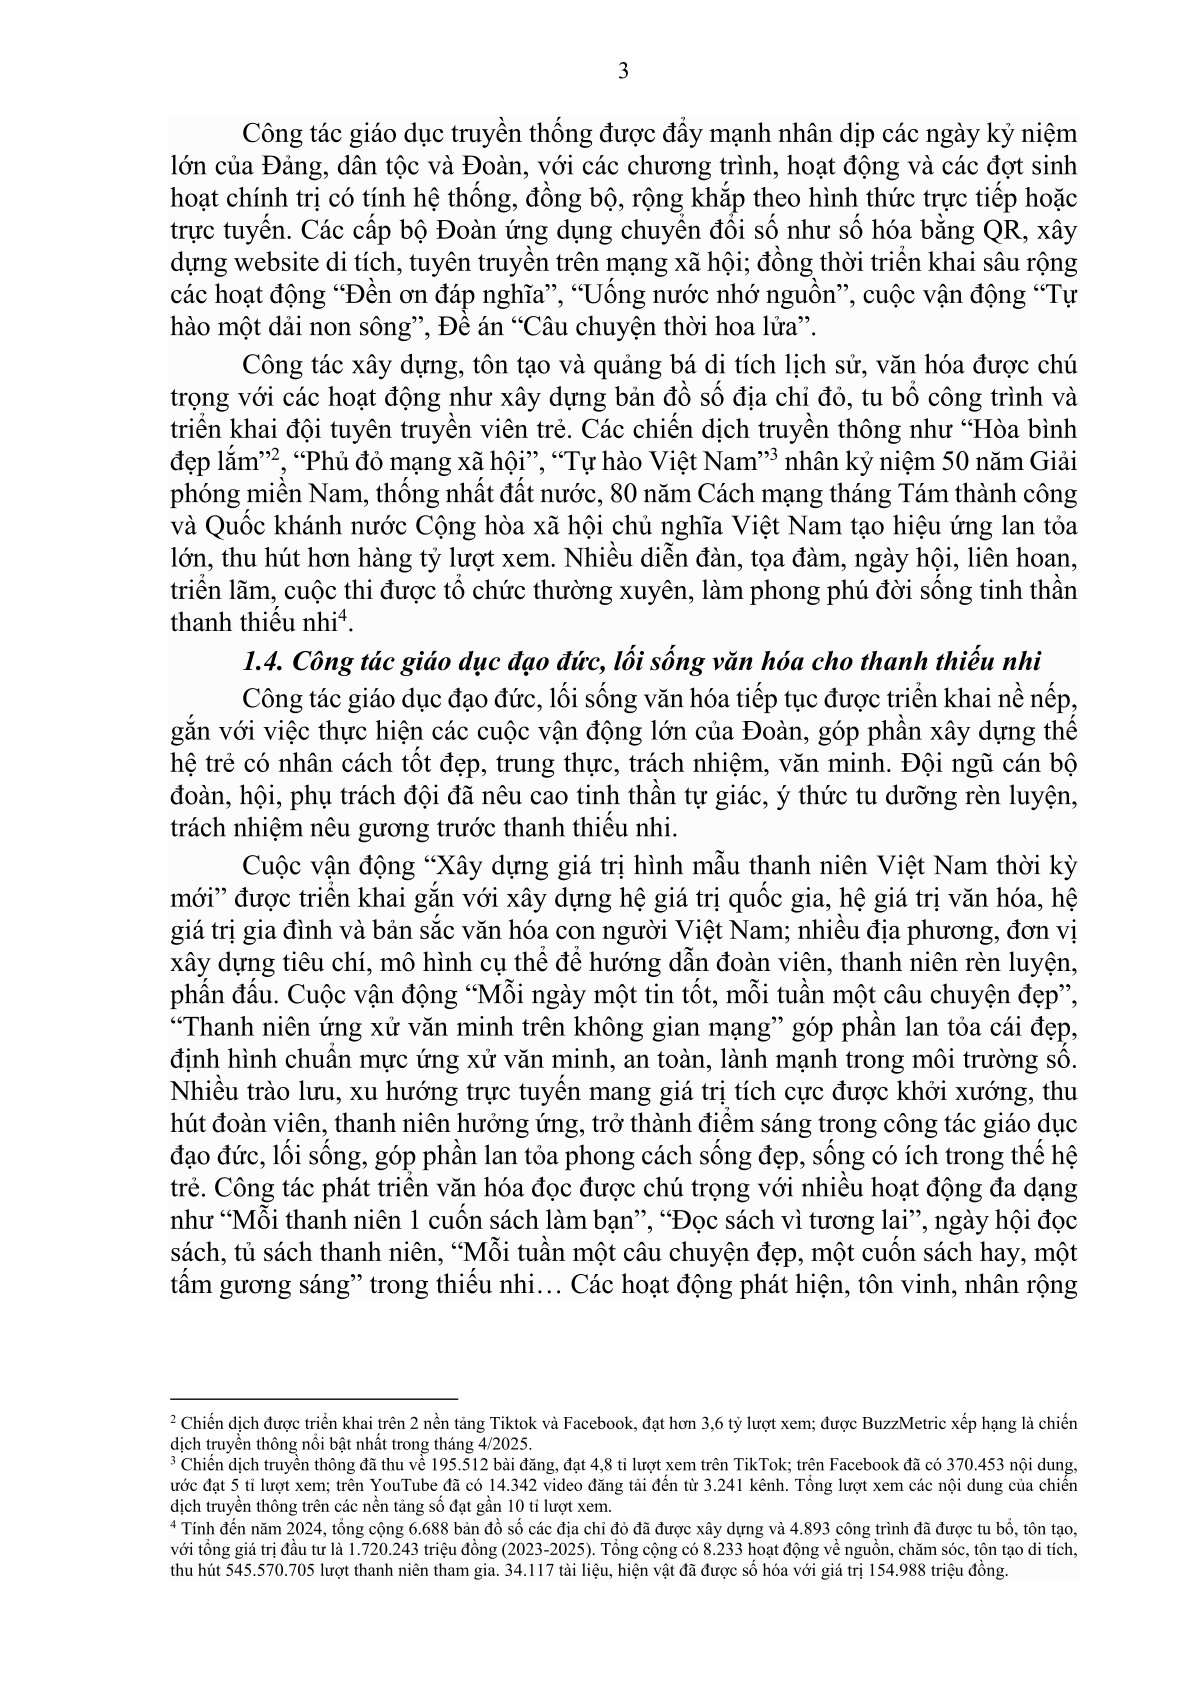 3
Công tác giáo dục truyền thống được đẩy mạnh nhân dịp các ngày kỷ niệm
lớn của Đảng, dân tộc và Đoàn, với các chương trình, hoạt động và các đợt sinh
hoạt chính trị có tính hệ thống, đồng bộ, rộng khắp theo hình thức trực tiếp hoặc
trực tuyến. Các cấp bộ Đoàn ứng dụng chuyển đổi số như số hóa bằng QR, xây
dựng website di tích, tuyên truyền trên mạng xã hội; đồng thời triển khai sâu rộng
các hoạt động “Đền ơn đáp nghĩa”, “Uống nước nhớ nguồn”, cuộc vận động “Tự
hào một dải non sông”, Đề án “Câu chuyện thời hoa lửa”.
Công tác xây dựng, tôn tạo và quảng bá di tích lịch sử, văn hóa được chú
trọng với các hoạt động như xây dựng bản đồ số địa chỉ đỏ, tu bổ công trình và
triển khai đội tuyên truyền viên trẻ. Các chiến dịch truyền thông như “Hòa bình
đẹp lắm”², “Phủ đỏ mạng xã hội”, “Tự hào Việt Nam”³ nhân kỷ niệm 50 năm Giải
phóng miền Nam, thống nhất đất nước, 80 năm Cách mạng tháng Tám thành công
và Quốc khánh nước Cộng hòa xã hội chủ nghĩa Việt Nam tạo hiệu ứng lan tỏa
lớn, thu hút hơn hàng tỷ lượt xem. Nhiều diễn đàn, tọa đàm, ngày hội, liên hoan,
triển lãm, cuộc thi được tổ chức thường xuyên, làm phong phú đời sống tinh thần
thanh thiếu nhi⁴.
1.4. Công tác giáo dục đạo đức, lối sống văn hóa cho thanh thiếu nhi
Công tác giáo dục đạo đức, lối sống văn hóa tiếp tục được triển khai nề nếp,
gắn với việc thực hiện các cuộc vận động lớn của Đoàn, góp phần xây dựng thế
hệ trẻ có nhân cách tốt đẹp, trung thực, trách nhiệm, văn minh. Đội ngũ cán bộ
đoàn, hội, phụ trách đội đã nêu cao tinh thần tự giác, ý thức tu dưỡng rèn luyện,
trách nhiệm nêu gương trước thanh thiếu nhi.
Cuộc vận động “Xây dựng giá trị hình mẫu thanh niên Việt Nam thời kỳ
mới” được triển khai gắn với xây dựng hệ giá trị quốc gia, hệ giá trị văn hóa, hệ
giá trị gia đình và bản sắc văn hóa con người Việt Nam; nhiều địa phương, đơn vị
xây dựng tiêu chí, mô hình cụ thể để hướng dẫn đoàn viên, thanh niên rèn luyện,
phấn đấu. Cuộc vận động “Mỗi ngày một tin tốt, mỗi tuần một câu chuyện đẹp”,
“Thanh niên ứng xử văn minh trên không gian mạng” góp phần lan tỏa cái đẹp,
định hình chuẩn mực ứng xử văn minh, an toàn, lành mạnh trong môi trường số.
Nhiều trào lưu, xu hướng trực tuyến mang giá trị tích cực được khởi xướng, thu
hút đoàn viên, thanh niên hưởng ứng, trở thành điểm sáng trong công tác giáo dục
đạo đức, lối sống, góp phần lan tỏa phong cách sống đẹp, sống có ích trong thế hệ
trẻ. Công tác phát triển văn hóa đọc được chú trọng với nhiều hoạt động đa dạng
như “Mỗi thanh niên 1 cuốn sách làm bạn”, “Đọc sách vì tương lai”, ngày hội đọc
sách, tủ sách thanh niên, “Mỗi tuần một câu chuyện đẹp, một cuốn sách hay, một
tấm gương sáng” trong thiếu nhi… Các hoạt động phát hiện, tôn vinh, nhân rộng
² Chiến dịch được triển khai trên 2 nền tảng Tiktok và Facebook, đạt hơn 3,6 tỷ lượt xem; được BuzzMetric xếp hạng là chiến
dịch truyền thông nổi bật nhất trong tháng 4/2025.
³ Chiến dịch truyền thông đã thu về 195.512 bài đăng, đạt 4,8 tỉ lượt xem trên TikTok; trên Facebook đã có 370.453 nội dung,
ước đạt 5 tỉ lượt xem; trên YouTube đã có 14.342 video đăng tải đến từ 3.241 kênh. Tổng lượt xem các nội dung của chiến
dịch truyền thông trên các nền tảng số đạt gần 10 tỉ lượt xem.
⁴ Tính đến năm 2024, tổng cộng 6.688 bản đồ số các địa chỉ đỏ đã được xây dựng và 4.893 công trình đã được tu bổ, tôn tạo,
với tổng giá trị đầu tư là 1.720.243 triệu đồng (2023-2025). Tổng cộng có 8.233 hoạt động về nguồn, chăm sóc, tôn tạo di tích,
thu hút 545.570.705 lượt thanh niên tham gia. 34.117 tài liệu, hiện vật đã được số hóa với giá trị 154.988 triệu đồng.